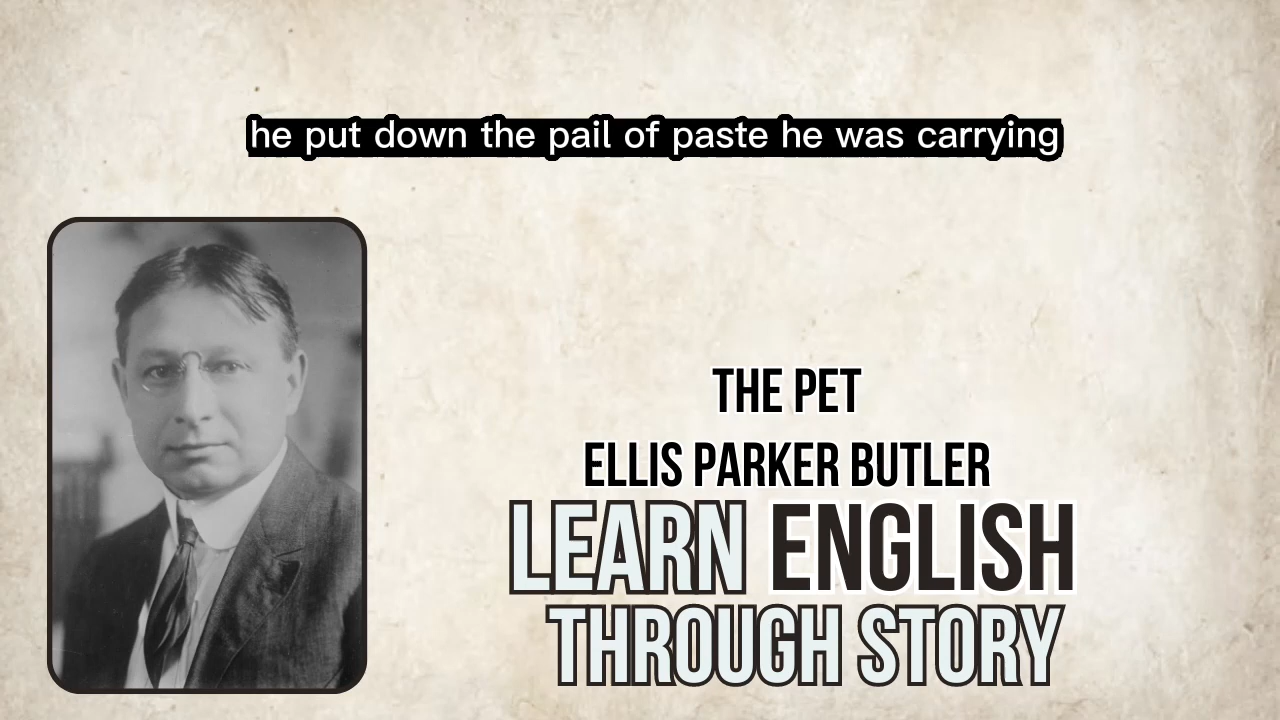 he put down the pail of paste he was carrying
THE PET
ELLIS PARKER BUTLER
LEARN ENGLISH
THROUGH STORY